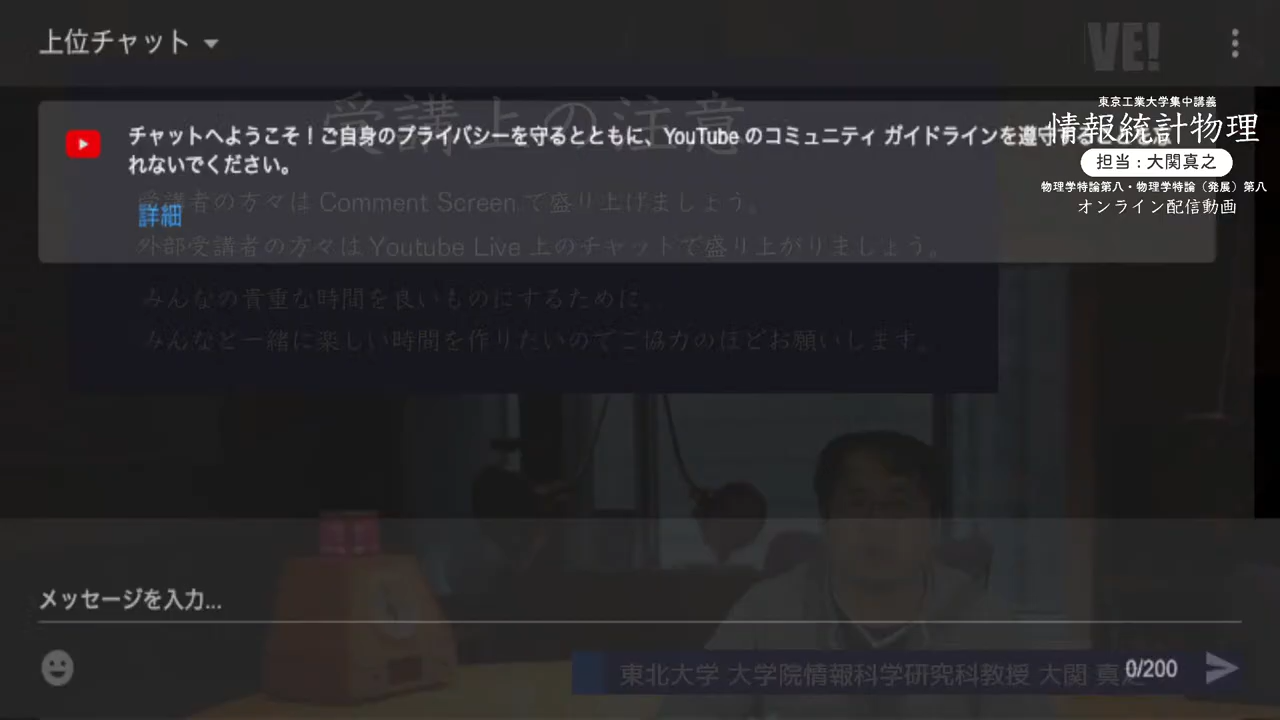 上位チャット
VE!
チャットへようこそ！ご自身のプライバシーを守るとともに、YouTube のコミュニティ ガイドラインを遵守することも忘
れないでください。
詳細
東京工業大学集中講義
情報統計物理
担当：大関真之
物理学特論第八・物理学特論（発展）第八
オンライン配信動画
受講上の注意
受講者の方々は Comment Screen で盛り上げましょう。
外部受講者の方々は Youtube Live 上のチャットで盛り上がりましょう。
みんなの貴重な時間を良いものにするために、
みんなと一緒に楽しい時間を作りたいのでご協力のほどお願いします。
メッセージを入力...
東北大学 大学院情報科学研究科教授 大関 真之
0/200